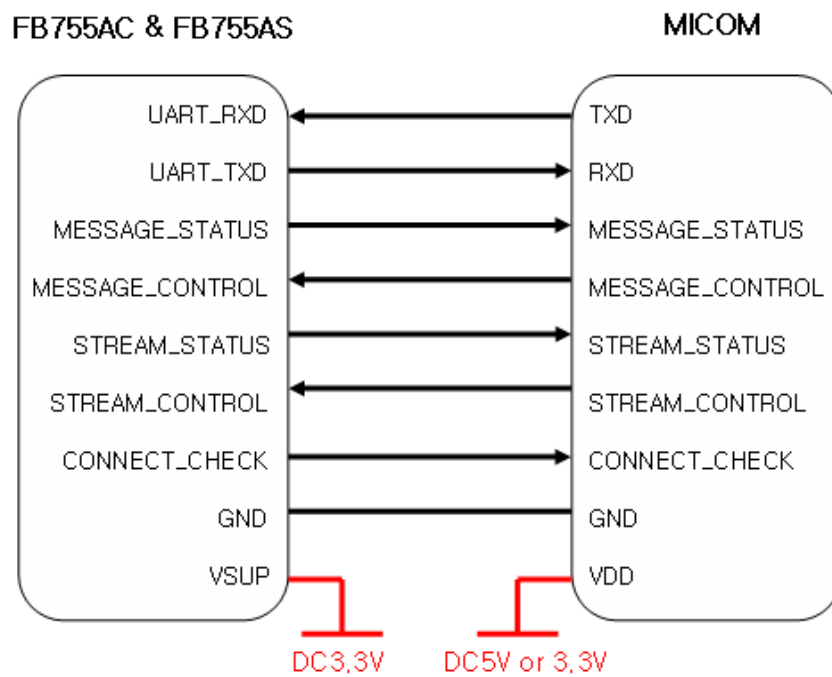 FB755AC & FB755AS
MICOM
UART_RXD
TXD
UART_TXD
RXD
MESSAGE_STATUS
MESSAGE_STATUS
MESSAGE_CONTROL
MESSAGE_CONTROL
STREAM_STATUS
STREAM_STATUS
STREAM_CONTROL
STREAM_CONTROL
CONNECT_CHECK
CONNECT_CHECK
GND
GND
VSUP
VDD
DC3,3V
DC5V or 3,3V